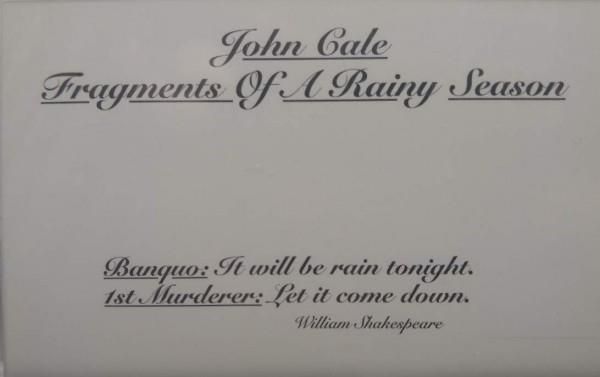 John Cale
Fragments Of A Rainy Season
Banquo: It will be rain tonight.
1st Murderer: Let it come down.
William Shakespeare